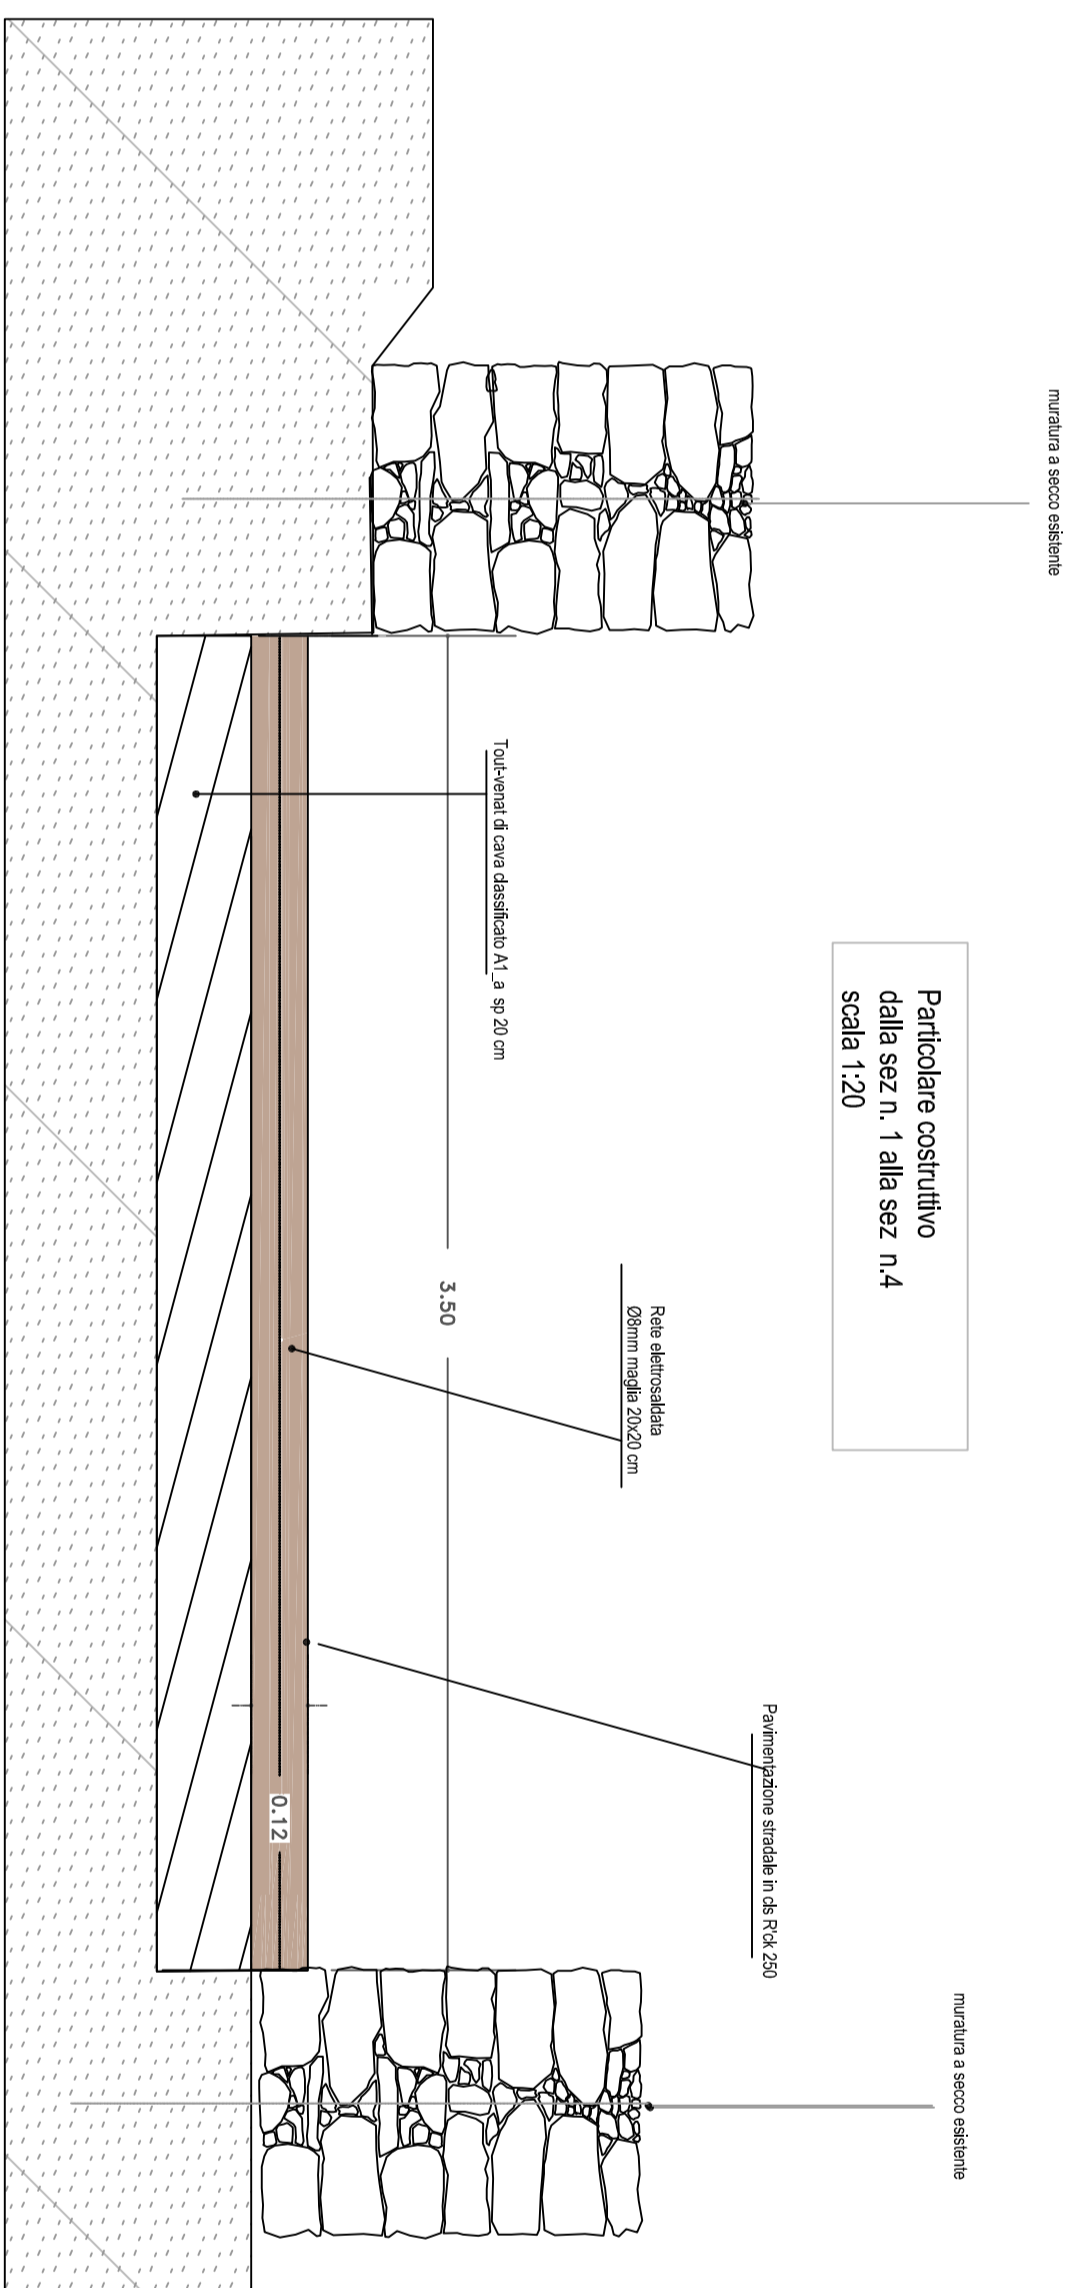 muratura a secco esistente
Particolare costruttivo
dalla sez n. 1 alla sez n.4
scala 1:20
Tout-venat di cava classificato A1_a sp 20 cm
3.50
Rete elettrosaldata
Ø8mm maglia 20x20 cm
Pavimentazione stradale in cls R'ck 250
0.12
muratura a secco esistente